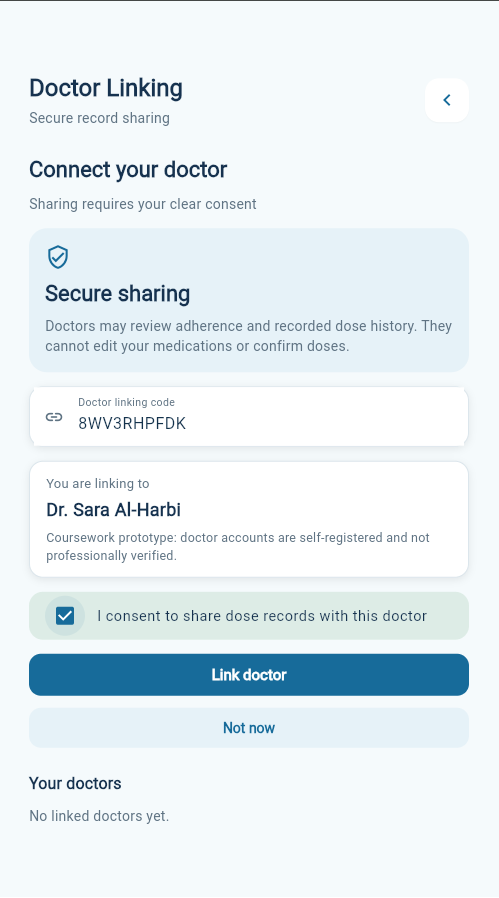 Doctor Linking
Secure record sharing
Connect your doctor
Sharing requires your clear consent
Secure sharing
Doctors may review adherence and recorded dose history. They
cannot edit your medications or confirm doses.
Doctor linking code
8WV3RHPFDK
You are linking to
Dr. Sara Al-Harbi
Coursework prototype: doctor accounts are self-registered and not
professionally verified.
I consent to share dose records with this doctor
Link doctor
Not now
Your doctors
No linked doctors yet.